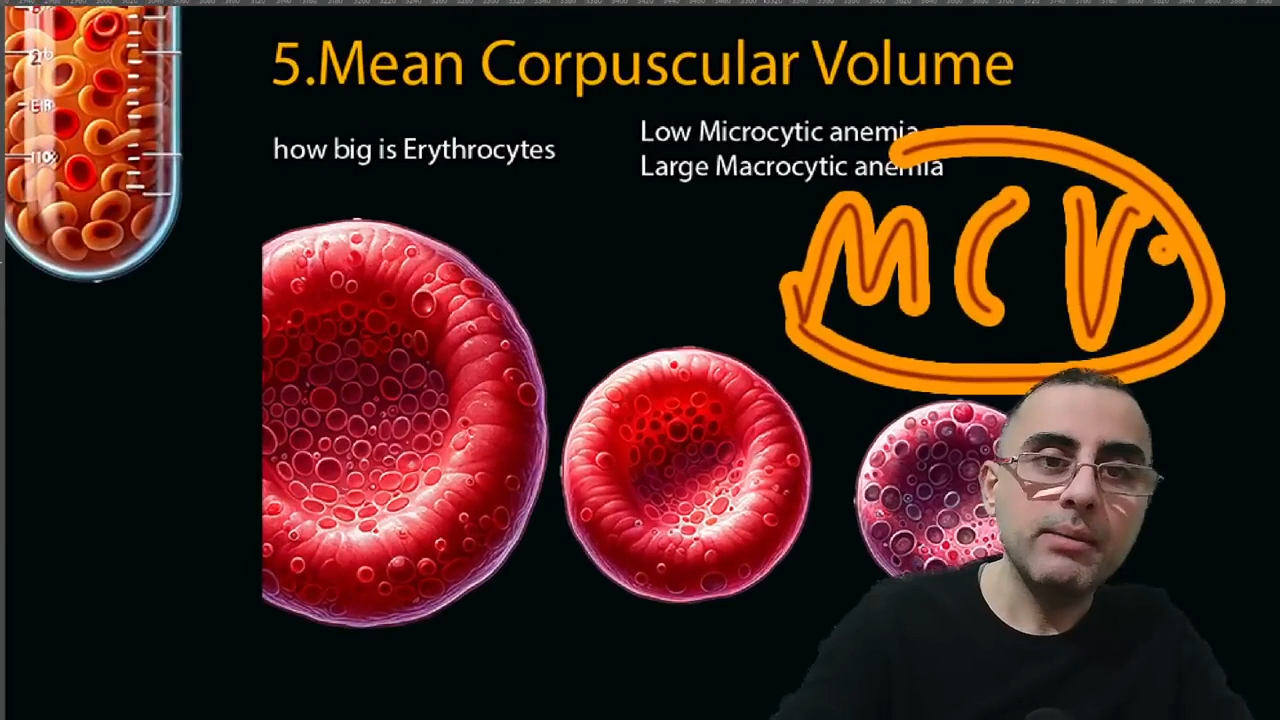 5.Mean Corpuscular Volume
how big is Erythrocytes
Low Microcytic anemia
Large Macrocytic anemia
MCV